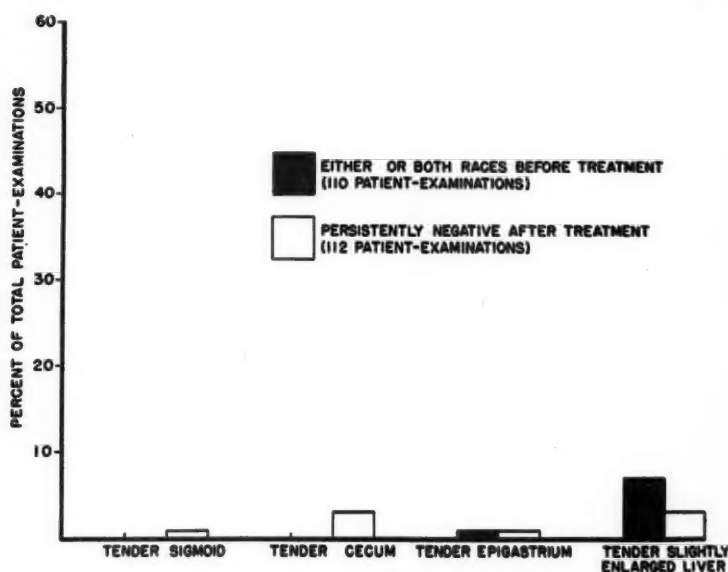 60
50
40
30
20
10
PERCENT OF TOTAL PATIENT-EXAMINATIONS
EITHER OR BOTH RACES BEFORE TREATMENT
(110 PATIENT-EXAMINATIONS)
PERSISTENTLY NEGATIVE AFTER TREATMENT
(112 PATIENT-EXAMINATIONS)
TENDER SIGMOID
TENDER CECUM
TENDER EPIGASTRIUM
TENDER SLIGHTLY
ENLARGED LIVER